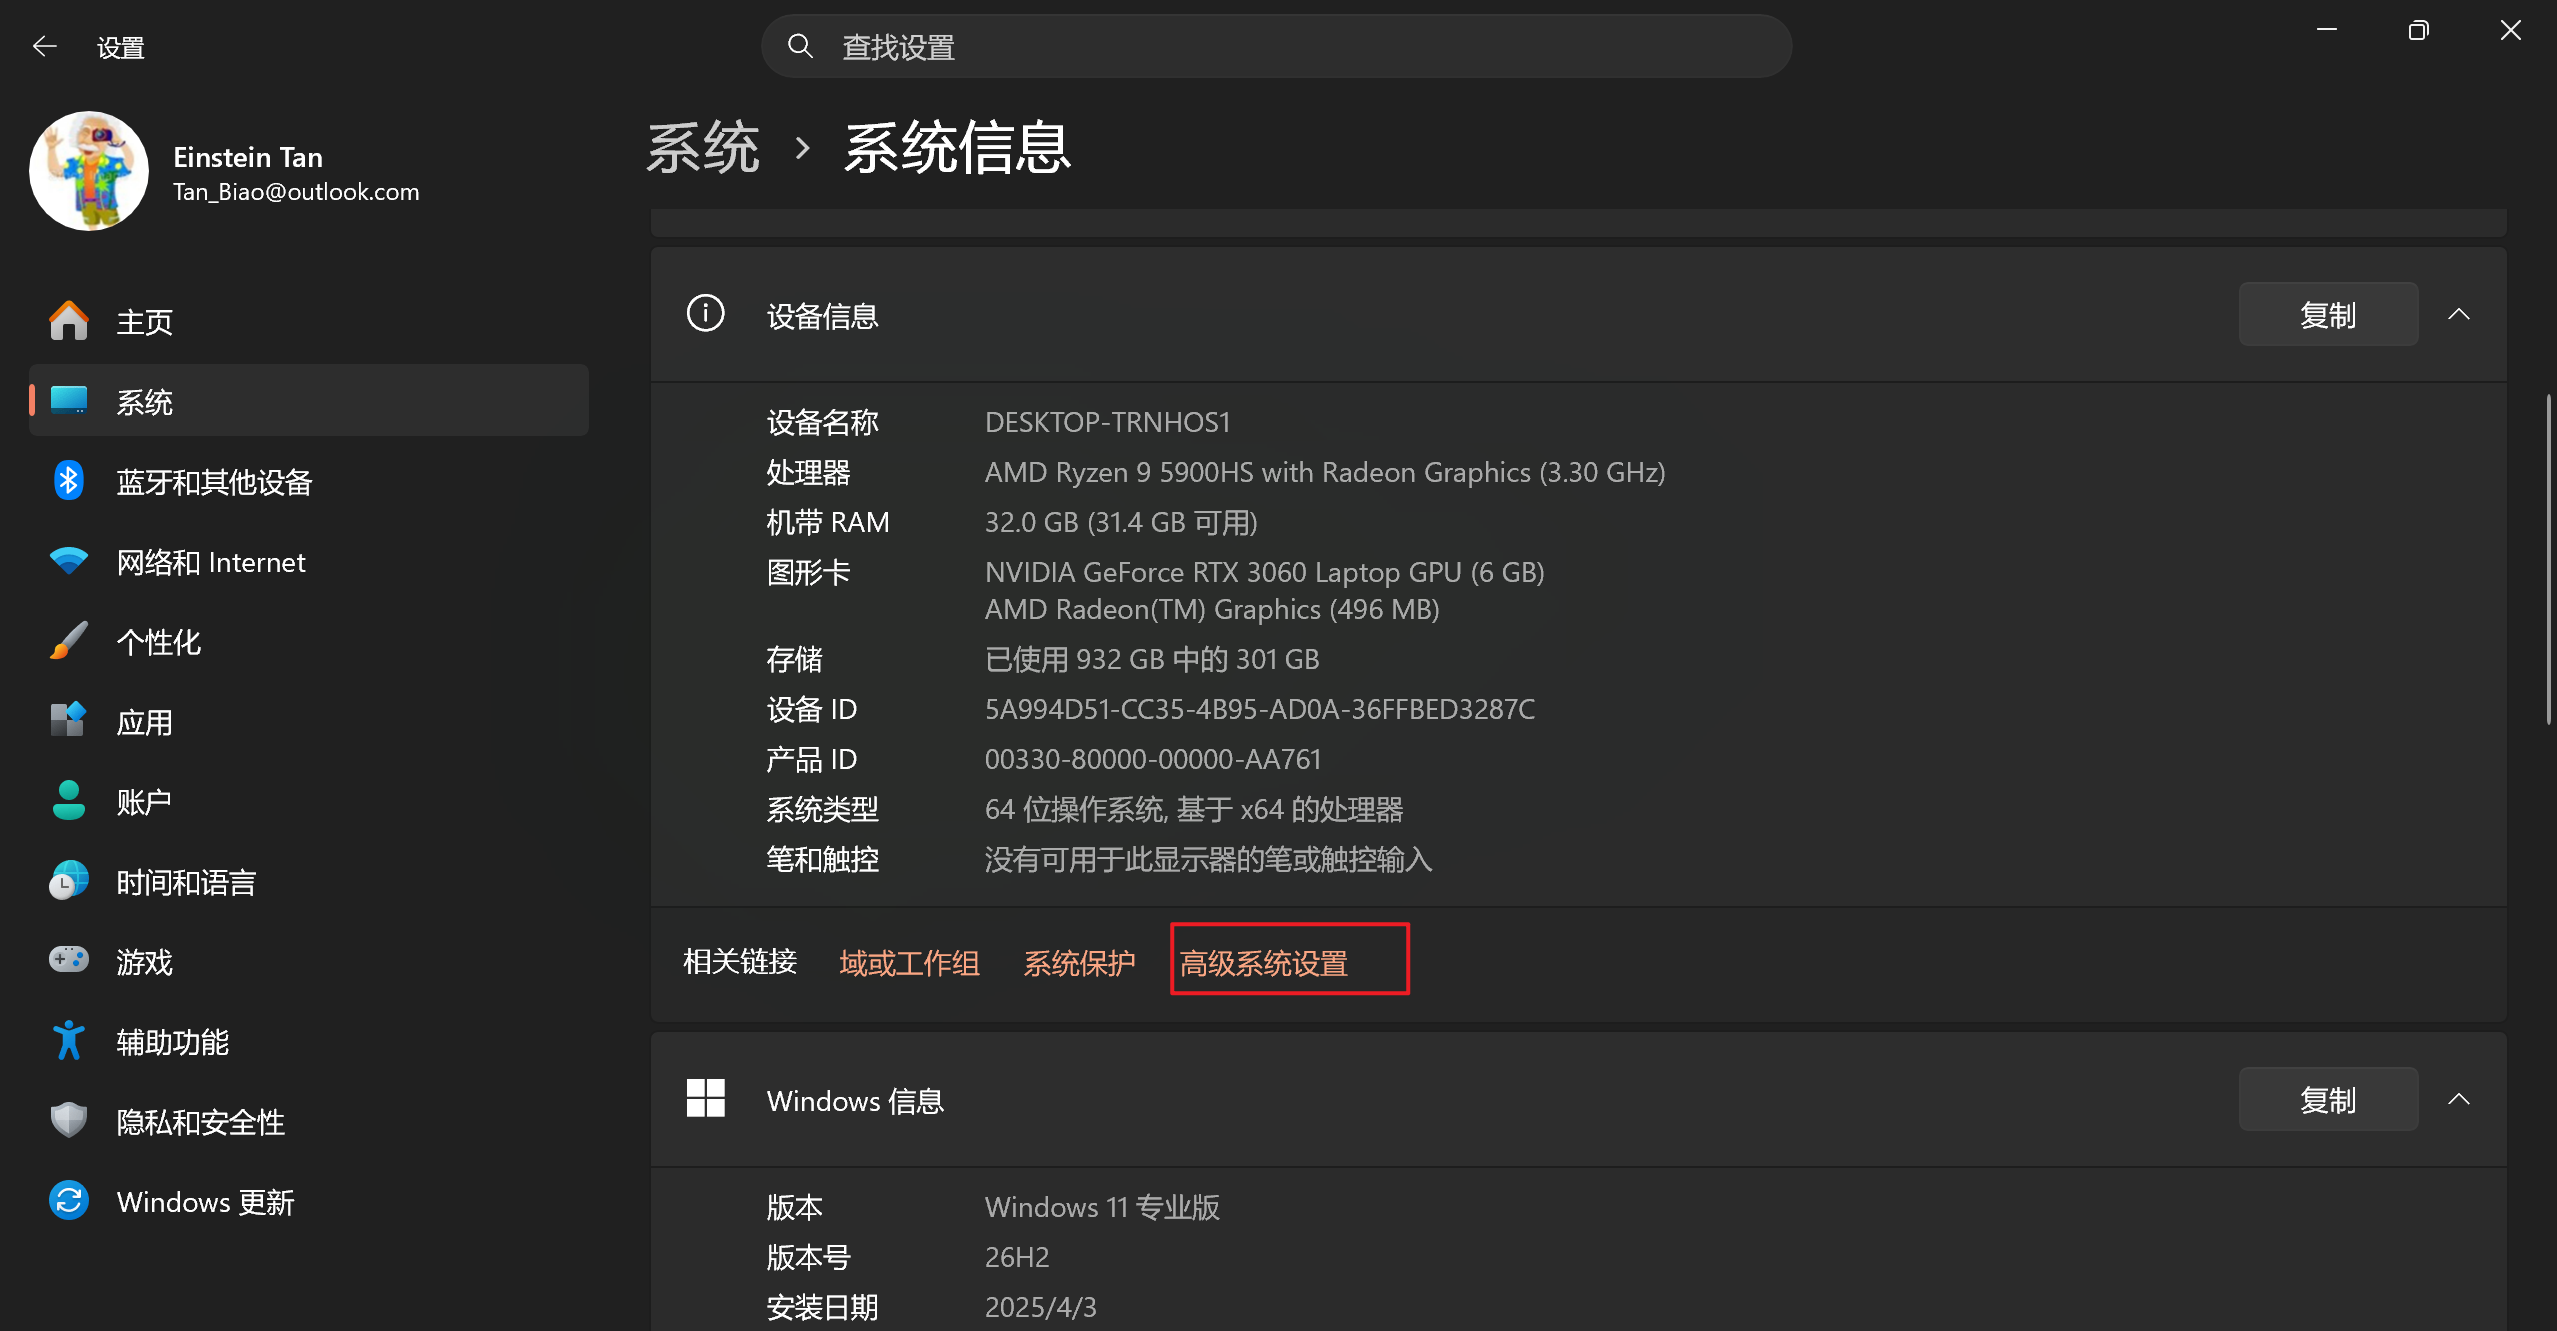 设置
查找设置
Einstein Tan
Tan_Biao@outlook.com
主页
系统
蓝牙和其他设备
网络和 Internet
个性化
应用
账户
时间和语言
游戏
辅助功能
隐私和安全性
Windows 更新
系统 › 系统信息
设备信息 复制
设备名称 DESKTOP-TRNHOS1
处理器 AMD Ryzen 9 5900HS with Radeon Graphics (3.30 GHz)
机带 RAM 32.0 GB (31.4 GB 可用)
图形卡 NVIDIA GeForce RTX 3060 Laptop GPU (6 GB)
AMD Radeon(TM) Graphics (496 MB)
存储 已使用 932 GB 中的 301 GB
设备 ID 5A994D51-CC35-4B95-AD0A-36FFBED3287C
产品 ID 00330-80000-00000-AA761
系统类型 64 位操作系统, 基于 x64 的处理器
笔和触控 没有可用于此显示器的笔或触控输入
相关链接 域或工作组 系统保护 高级系统设置
Windows 信息 复制
版本 Windows 11 专业版
版本号 26H2
安装日期 2025/4/3